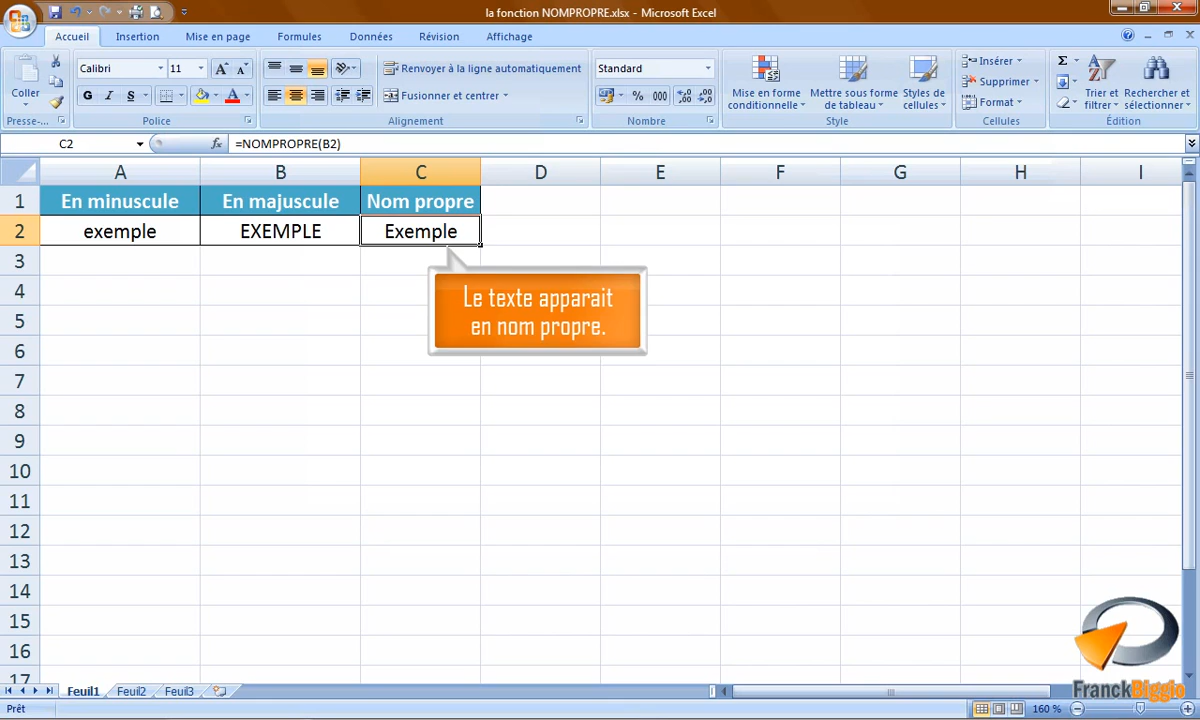 la fonction NOMPROPRE.xlsx - Microsoft Excel
Accueil Insertion Mise en page Formules Données Révision Affichage
Coller
Calibri 11
G I S
Renvoyer à la ligne automatiquement
Fusionner et centrer
Standard
% 000
Mise en forme conditionnelle
Mettre sous forme de tableau
Styles de cellules
Insérer
Supprimer
Format
Σ
Trier et filtrer
Rechercher et sélectionner
Presse-... Police Alignement Nombre Style Cellules Édition
C2 fx =NOMPROPRE(B2)
A B C D E F G H I
1 En minuscule En majuscule Nom propre
2 exemple EXEMPLE Exemple
3
Le texte apparait
en nom propre.
4
5
6
7
8
9
10
11
12
13
14
15
16
17
FranckBiggio
Feuil1 Feuil2 Feuil3
Prêt 160 %